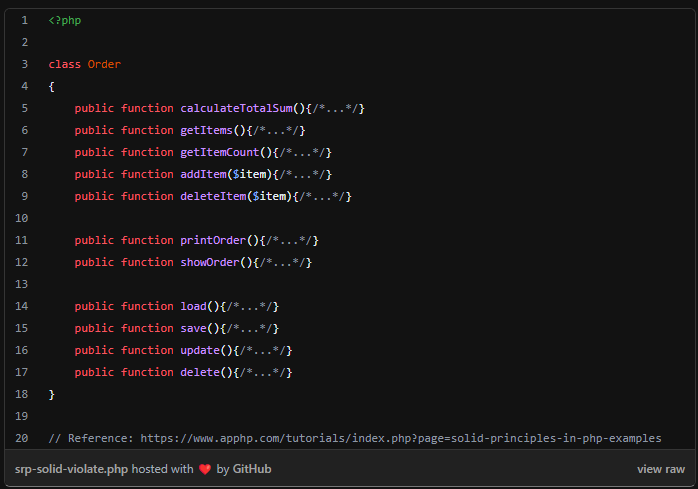 1 <?php
2
3 class Order
4 {
5     public function calculateTotalSum(){/*...*/}
6     public function getItems(){/*...*/}
7     public function getItemCount(){/*...*/}
8     public function addItem($item){/*...*/}
9     public function deleteItem($item){/*...*/}
10
11     public function printOrder(){/*...*/}
12     public function showOrder(){/*...*/}
13
14     public function load(){/*...*/}
15     public function save(){/*...*/}
16     public function update(){/*...*/}
17     public function delete(){/*...*/}
18 }
19
20 // Reference: https://www.apphp.com/tutorials/index.php?page=solid-principles-in-php-examples
srp-solid-violate.php hosted with ❤ by GitHub view raw